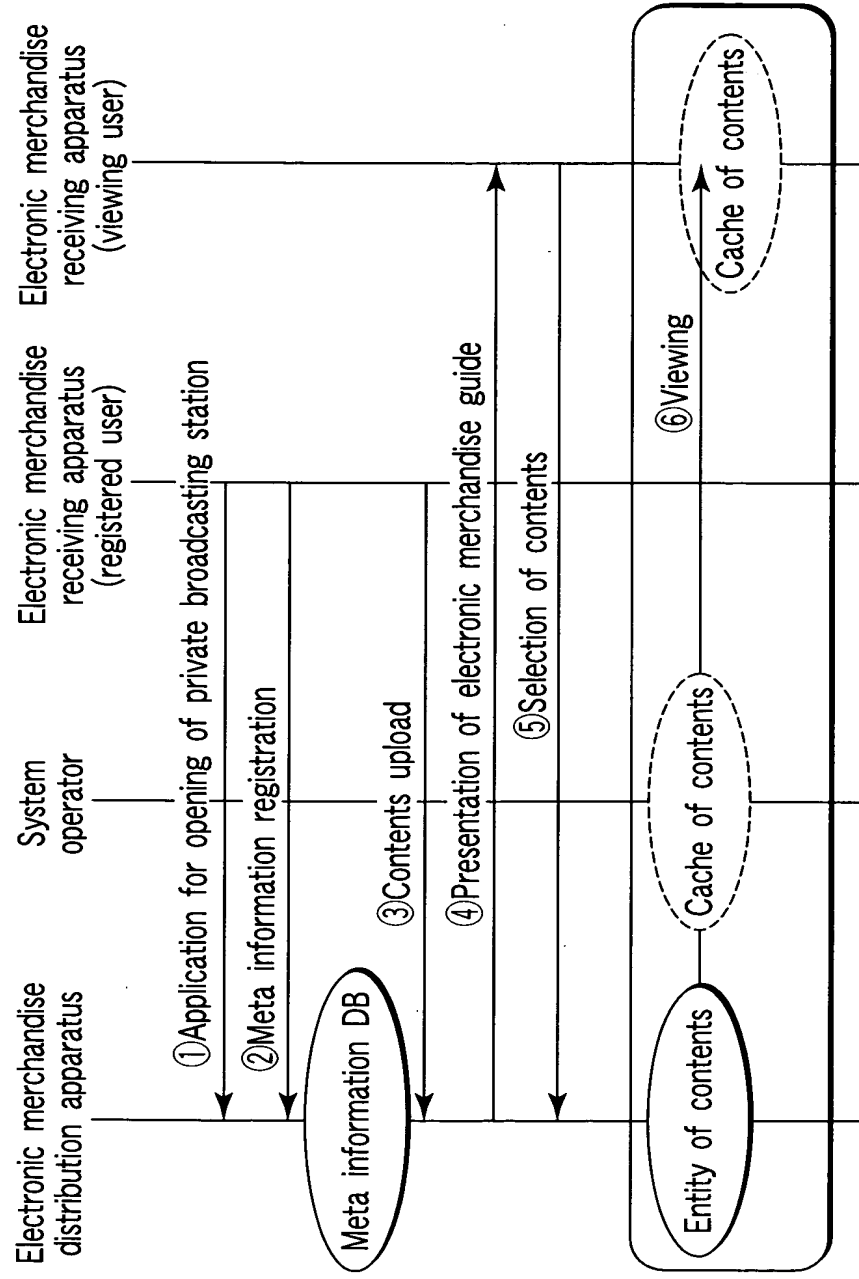 Electronic merchandise
distribution apparatus
System
operator
Electronic merchandise
receiving apparatus
(registered user)
Electronic merchandise
receiving apparatus
(viewing user)
①Application for opening of private broadcasting station
②Meta information registration
Meta information DB
③Contents upload
④Presentation of electronic merchandise guide
⑤Selection of contents
⑥Viewing
Entity of contents
Cache of contents
Cache of contents